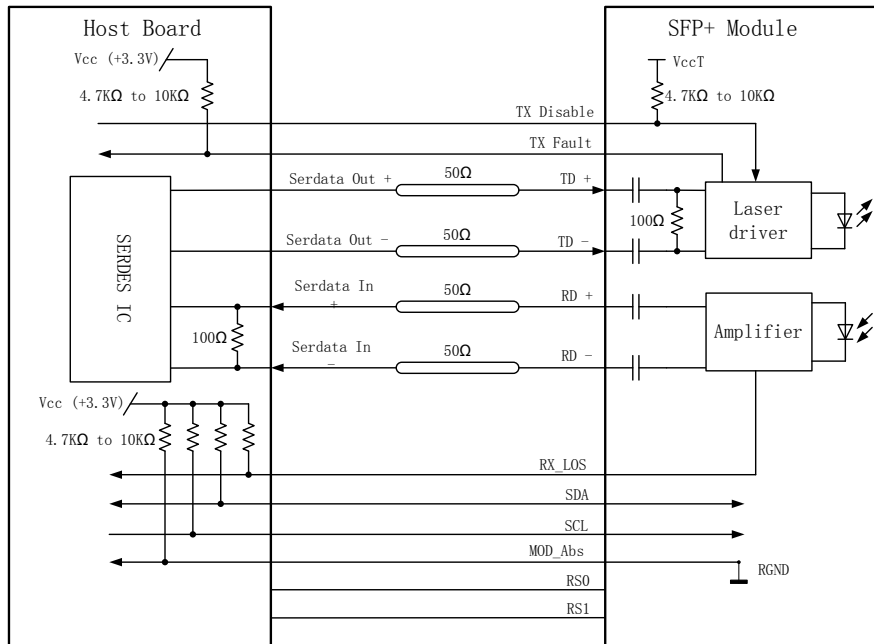 Host Board
SFP+ Module
Vcc (+3.3V)
VccT
4.7KΩ to 10KΩ
4.7KΩ to 10KΩ
TX Disable
TX Fault
Serdata Out +
50Ω
TD +
SERDES IC
100Ω
Laser
driver
Serdata Out -
50Ω
TD -
Serdata In
+
50Ω
RD +
100Ω
Amplifier
Serdata In
-
50Ω
RD -
Vcc (+3.3V)
4.7KΩ to 10KΩ
RX_LOS
SDA
SCL
MOD_Abs
RGND
RS0
RS1